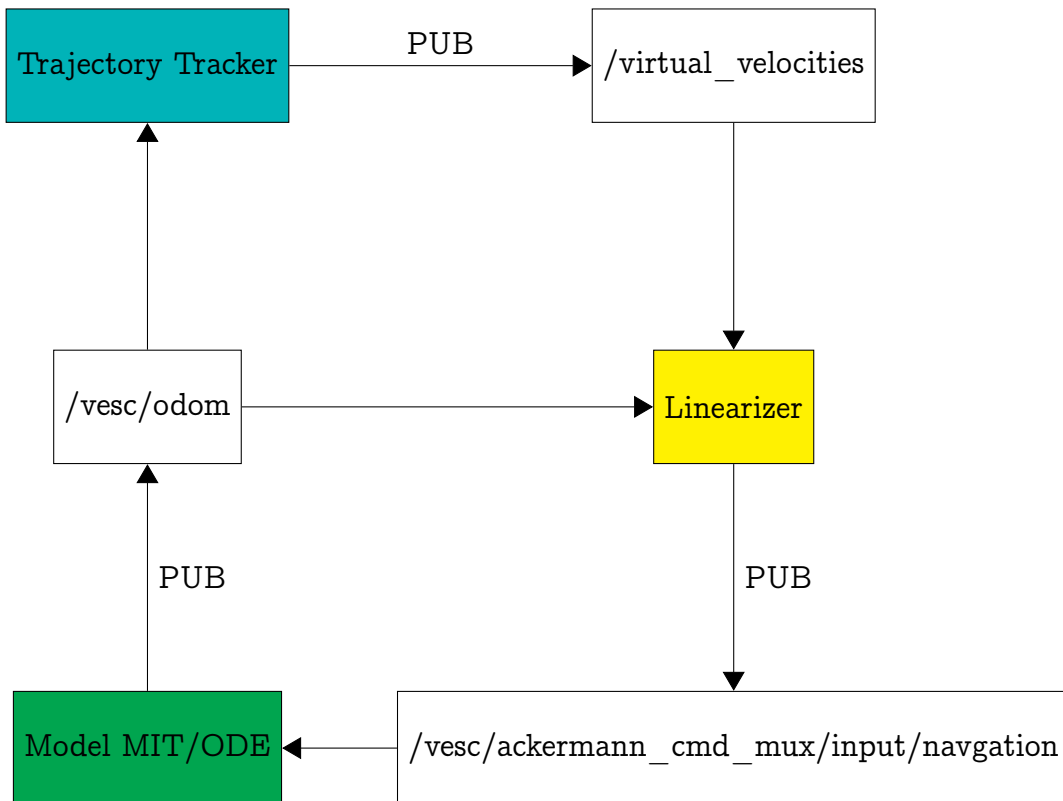 Trajectory Tracker
PUB
/virtual_velocities
/vesc/odom
Linearizer
PUB
PUB
Model MIT/ODE
/vesc/ackermann_cmd_mux/input/navgation